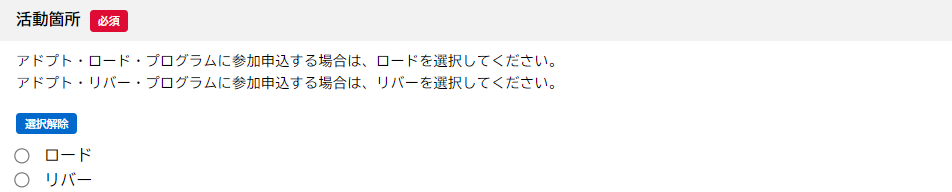 活動箇所 必須
アドプト・ロード・プログラムに参加申込する場合は、ロードを選択してください。
アドプト・リバー・プログラムに参加申込する場合は、リバーを選択してください。
選択解除
ロード
リバー